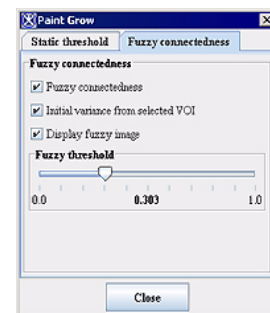 Paint Grow
Static threshold Fuzzy connectedness
Fuzzy connectedness
Fuzzy connectedness
Initial variance from selected VOI
Display fuzzy image
Fuzzy threshold
0.0 0.303 1.0
Close